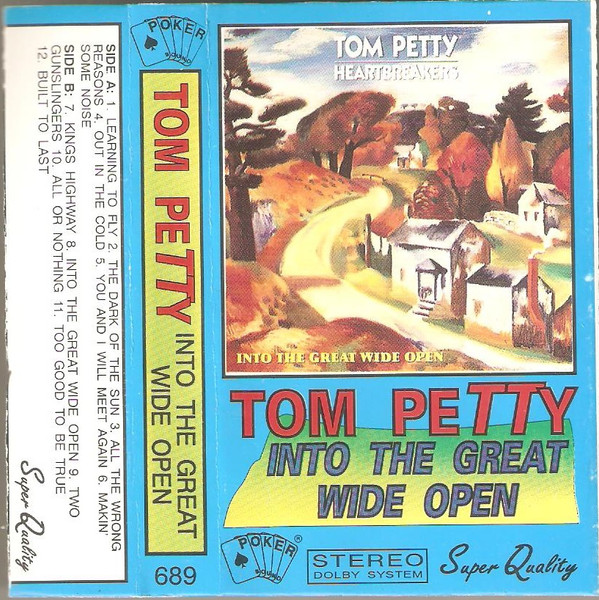 SIDE A: 1. LEARNING TO FLY 2. THE DARK OF THE SUN 3. ALL THE WRONG
REASONS 4. OUT IN THE COLD 5. YOU AND I WILL MEET AGAIN 6. MAKIN'
SOME NOISE
SIDE B: 7. KINGS HIGHWAY 8. INTO THE GREAT WIDE OPEN 9. TWO
GUNSLINGERS 10. ALL OR NOTHING 11. TOO GOOD TO BE TRUE
12. BUILT TO LAST
Super Quality
POKER
SOUND
TOM PETTY
INTO THE GREAT
WIDE OPEN
689
TOM PETTY
HEARTBREAKERS
INTO THE GREAT WIDE OPEN
TOM PETTY
INTO THE GREAT
WIDE OPEN
POKER®
SOUND
STEREO
DOLBY SYSTEM
Super Quality